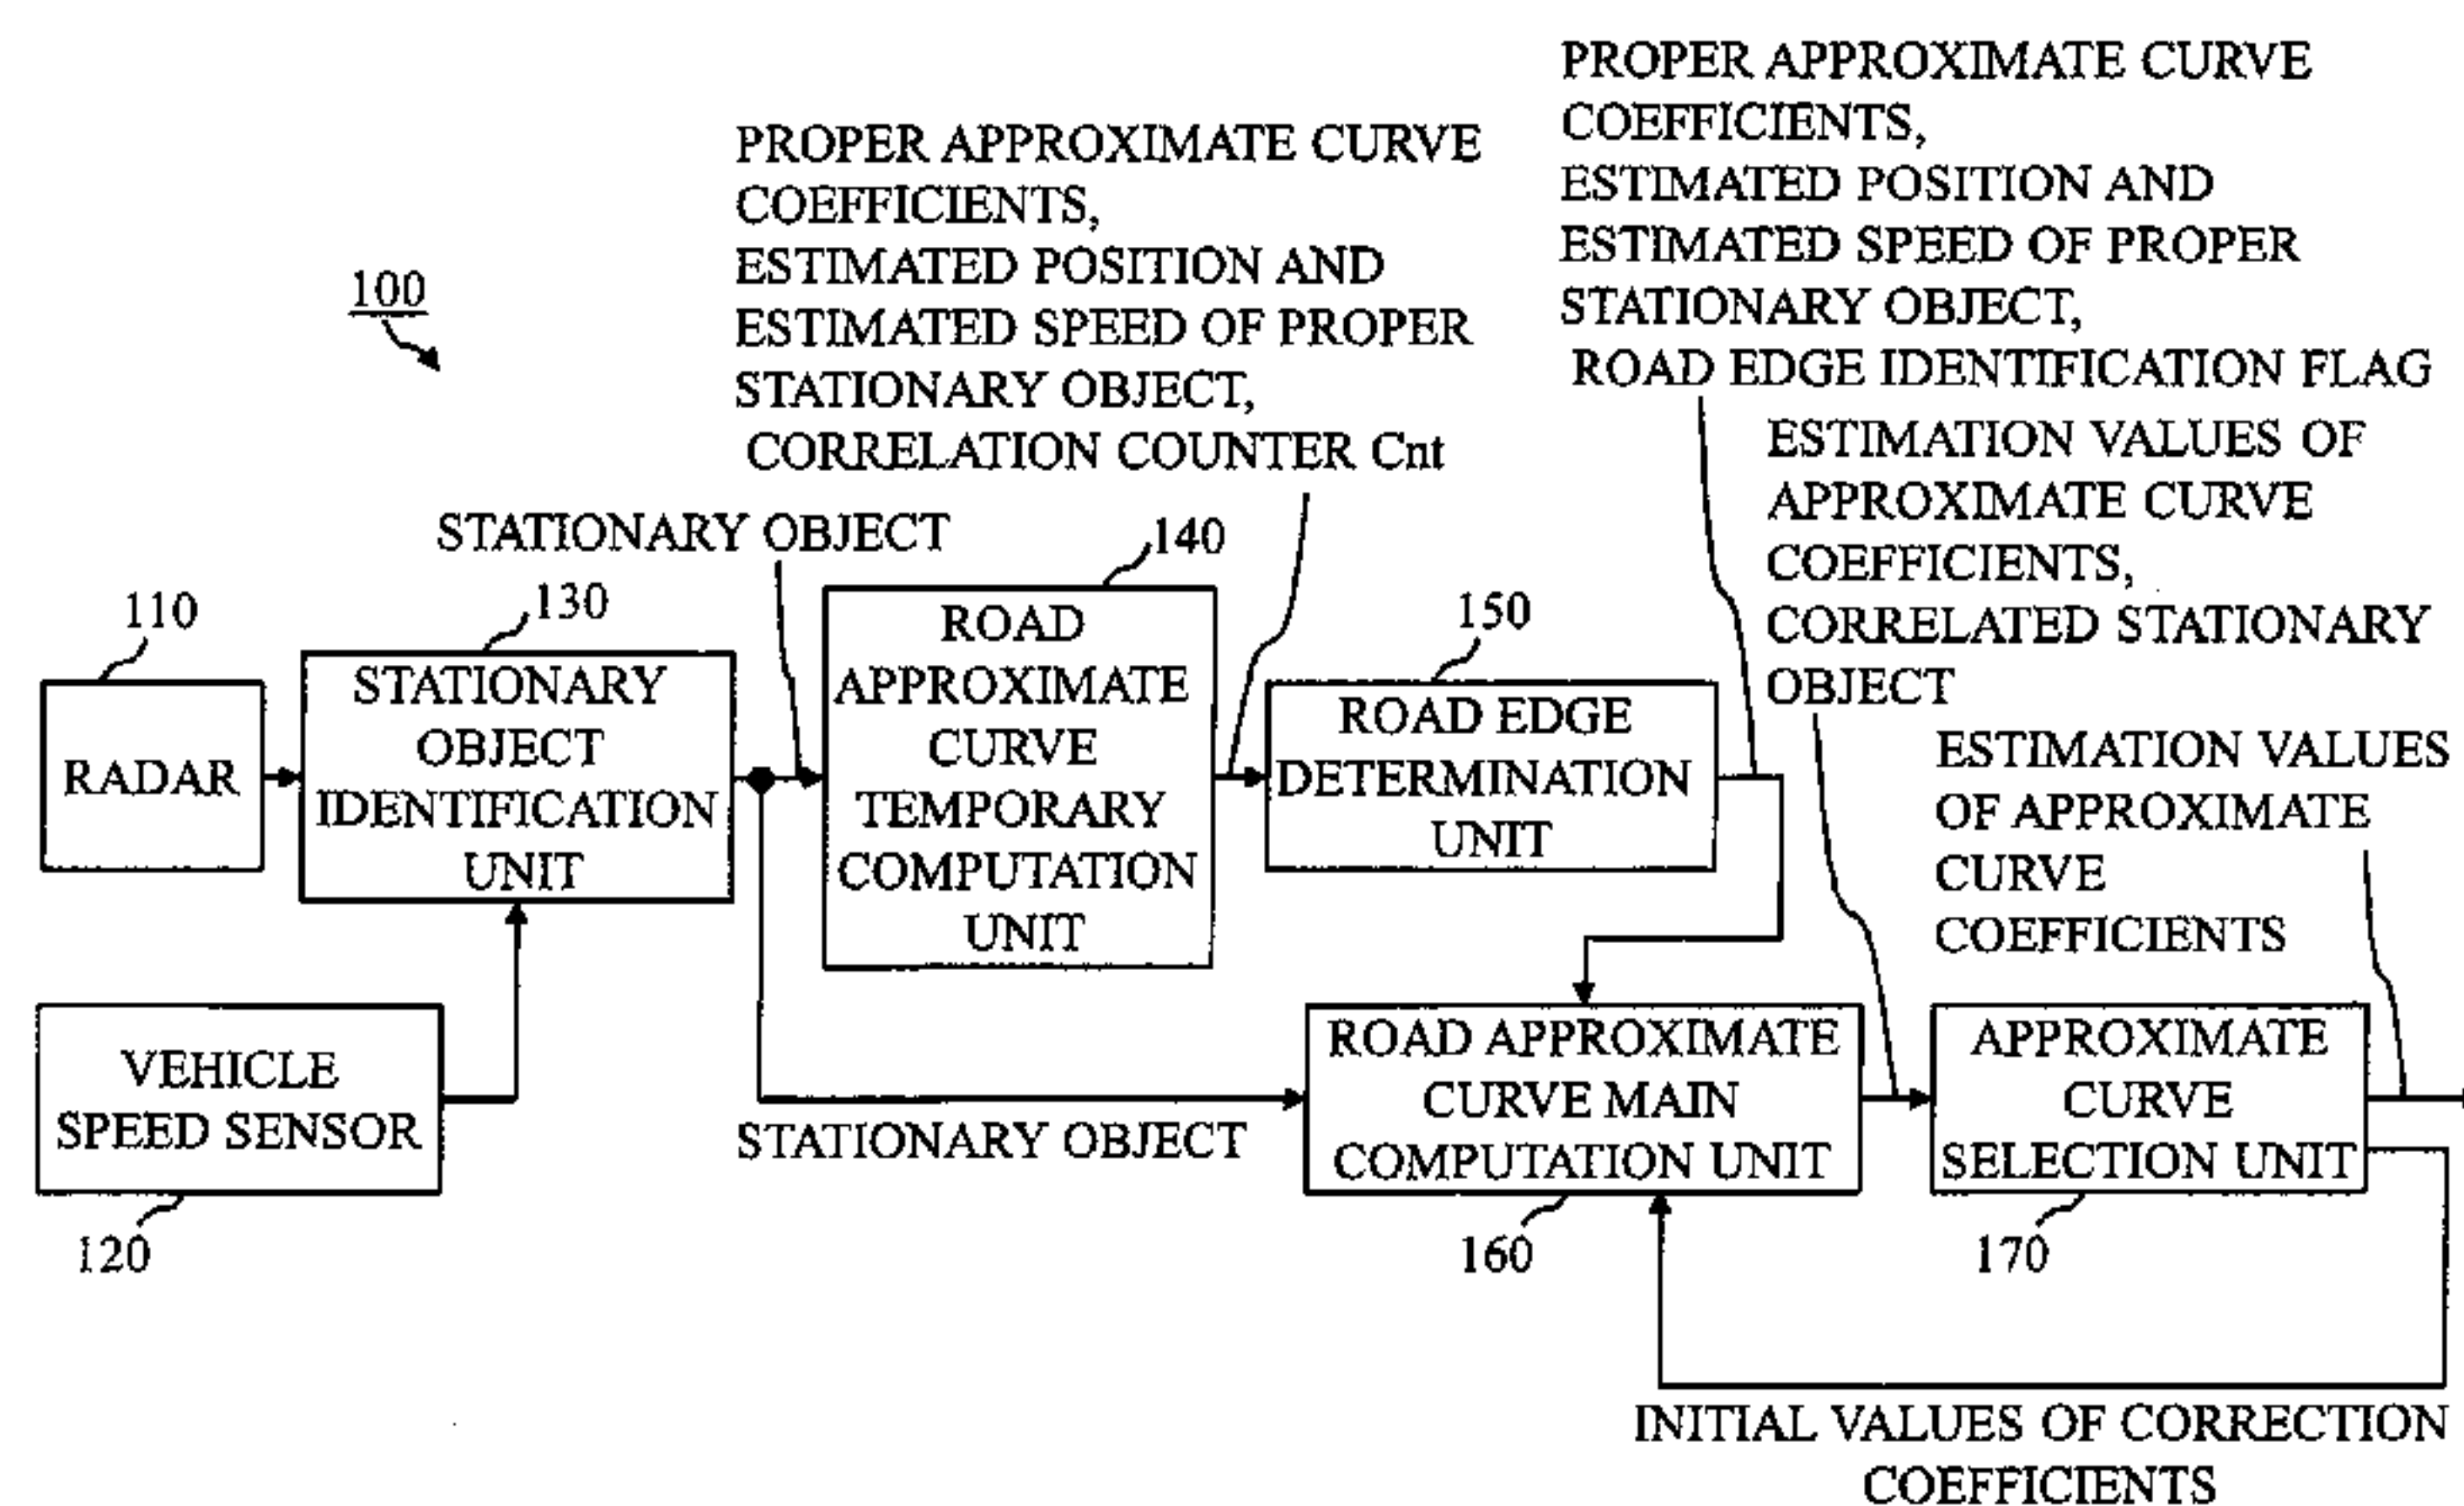 100
PROPER APPROXIMATE CURVE
COEFFICIENTS,
ESTIMATED POSITION AND
ESTIMATED SPEED OF PROPER
STATIONARY OBJECT,
CORRELATION COUNTER Cnt
PROPER APPROXIMATE CURVE
COEFFICIENTS,
ESTIMATED POSITION AND
ESTIMATED SPEED OF PROPER
STATIONARY OBJECT,
ROAD EDGE IDENTIFICATION FLAG
ESTIMATION VALUES OF
APPROXIMATE CURVE
COEFFICIENTS,
CORRELATED STATIONARY
OBJECT
ESTIMATION VALUES
OF APPROXIMATE
CURVE
COEFFICIENTS
STATIONARY OBJECT
110
RADAR
130
STATIONARY
OBJECT
IDENTIFICATION
UNIT
140
ROAD
APPROXIMATE
CURVE
TEMPORARY
COMPUTATION
UNIT
150
ROAD EDGE
DETERMINATION
UNIT
VEHICLE
SPEED SENSOR
120
STATIONARY OBJECT
ROAD APPROXIMATE
CURVE MAIN
COMPUTATION UNIT
160
APPROXIMATE
CURVE
SELECTION UNIT
170
INITIAL VALUES OF CORRECTION
COEFFICIENTS